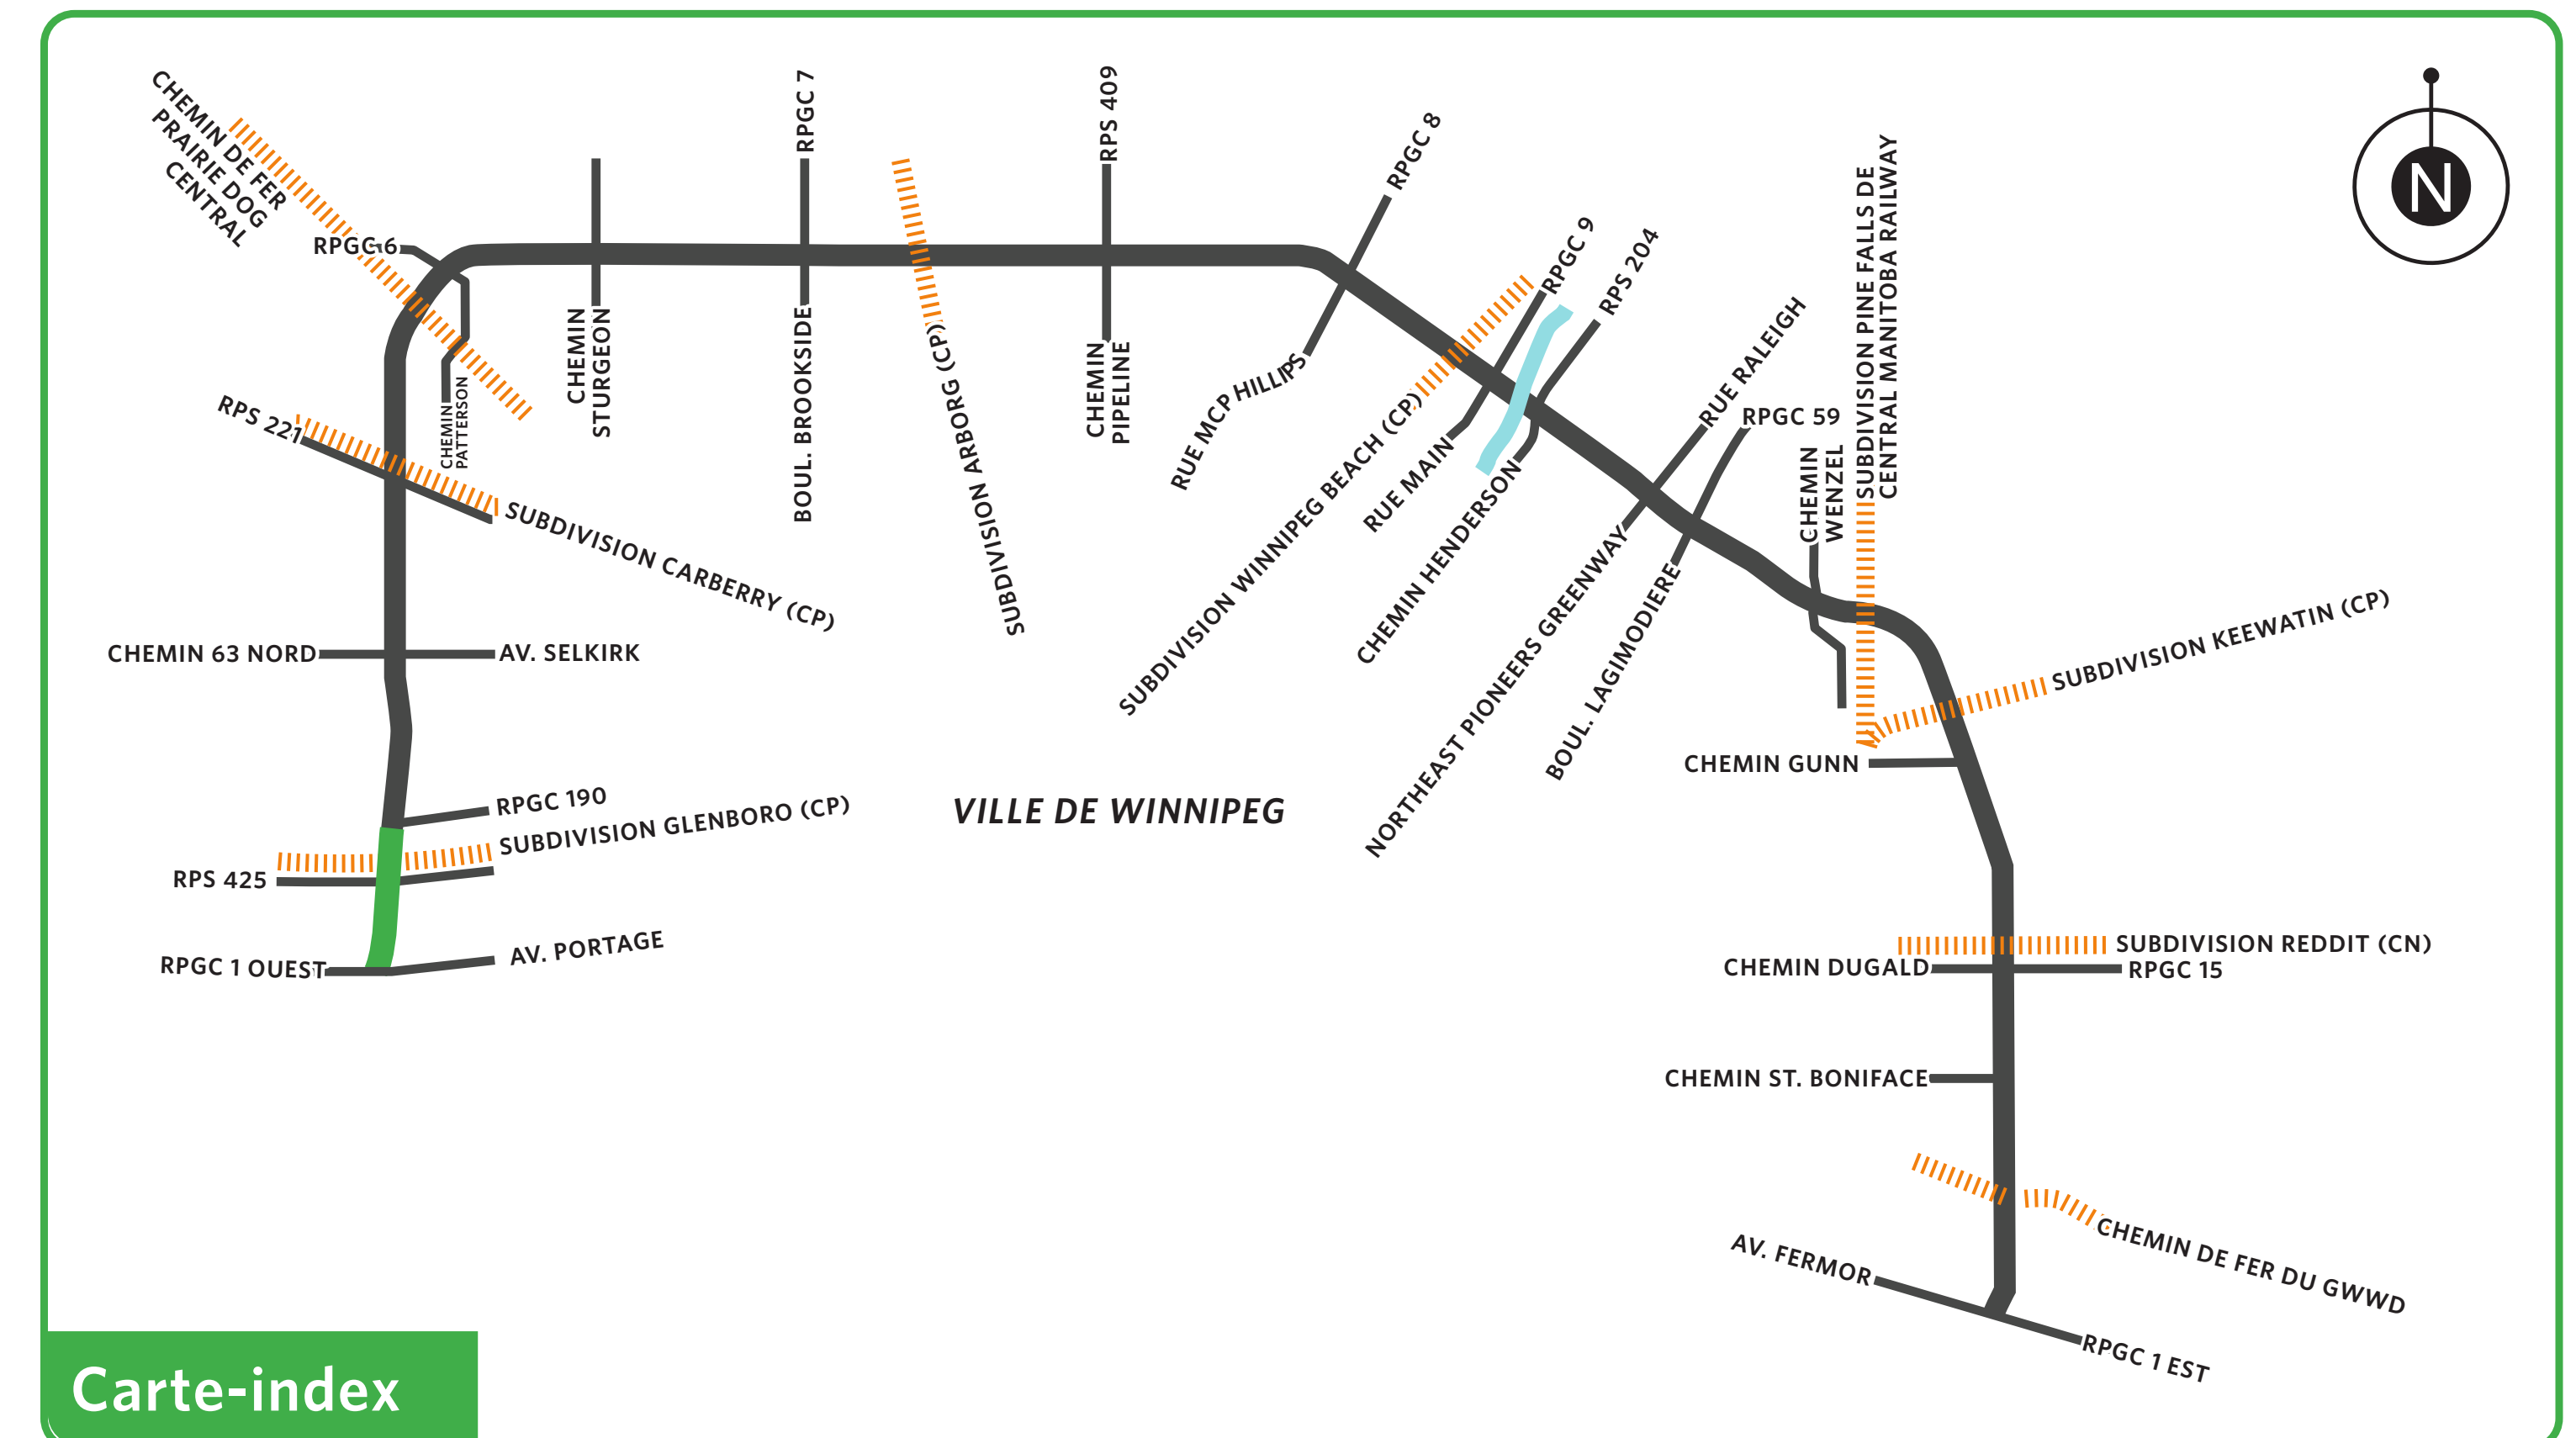 CHEMIN DE FER
PRAIRIE DOG
CENTRAL
RPGC 6
CHEMIN
PATTERSON
CHEMIN
STURGEON
RPGC 7
BOUL. BROOKSIDE
SUBDIVISION ARBORG (CP)
RPS 409
CHEMIN
PIPELINE
RPGC 8
RUE MCPHILLIPS
SUBDIVISION WINNIPEG BEACH (CP)
RPGC 9
RUE MAIN
RPS 204
CHEMIN HENDERSON
RUE RALEIGH
NORTHEAST PIONEERS GREENWAY
RPGC 59
BOUL. LAGIMODIERE
CHEMIN
WENZEL
SUBDIVISION PINE FALLS DE
CENTRAL MANITOBA RAILWAY
N
RPS 221
SUBDIVISION CARBERRY (CP)
CHEMIN 63 NORD
AV. SELKIRK
SUBDIVISION KEEWATIN (CP)
CHEMIN GUNN
RPGC 190
SUBDIVISION GLENBORO (CP)
VILLE DE WINNIPEG
RPS 425
RPGC 1 OUEST
AV. PORTAGE
SUBDIVISION REDDIT (CN)
CHEMIN DUGALD
RPGC 15
CHEMIN ST. BONIFACE
CHEMIN DE FER DU GWWD
AV. FERMOR
RPGC 1 EST
Carte-index